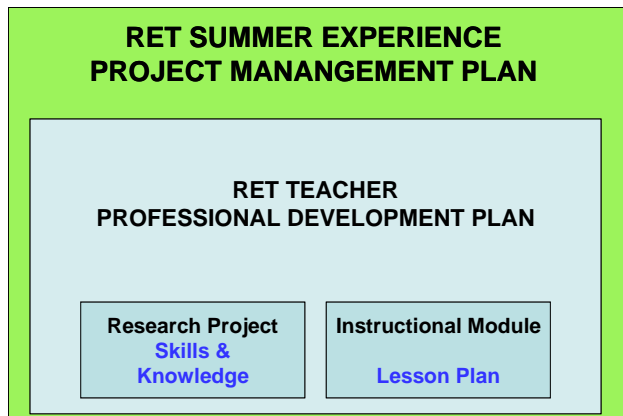 RET SUMMER EXPERIENCE
PROJECT MANANGEMENT PLAN
RET TEACHER
PROFESSIONAL DEVELOPMENT PLAN
Research Project
Skills &
Knowledge
Instructional Module
Lesson Plan